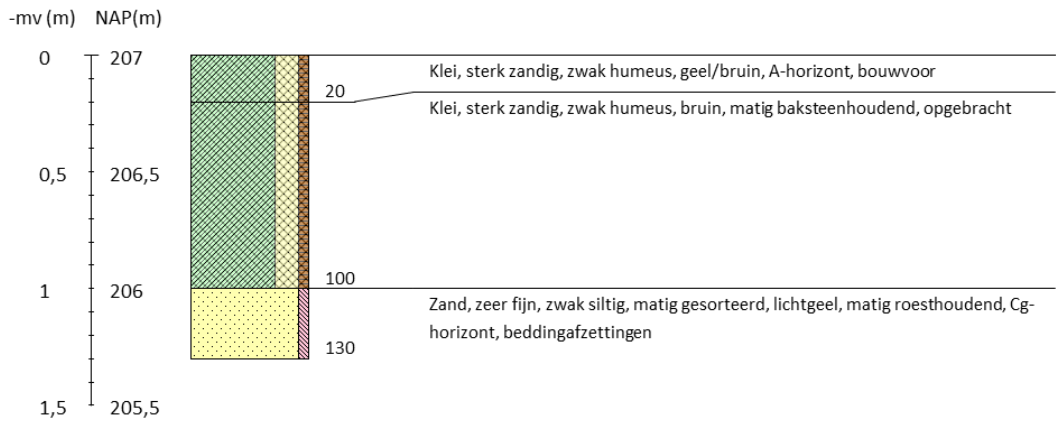 -mv (m) NAP(m)
0 207
Klei, sterk zandig, zwak humeus, geel/bruin, A-horizont, bouwvoor
20
Klei, sterk zandig, zwak humeus, bruin, matig baksteenhoudend, opgebracht
0,5 206,5
100
1 206
Zand, zeer fijn, zwak siltig, matig gesorteerd, lichtgeel, matig roesthoudend, Cg-
horizont, beddingafzettingen
130
1,5 205,5